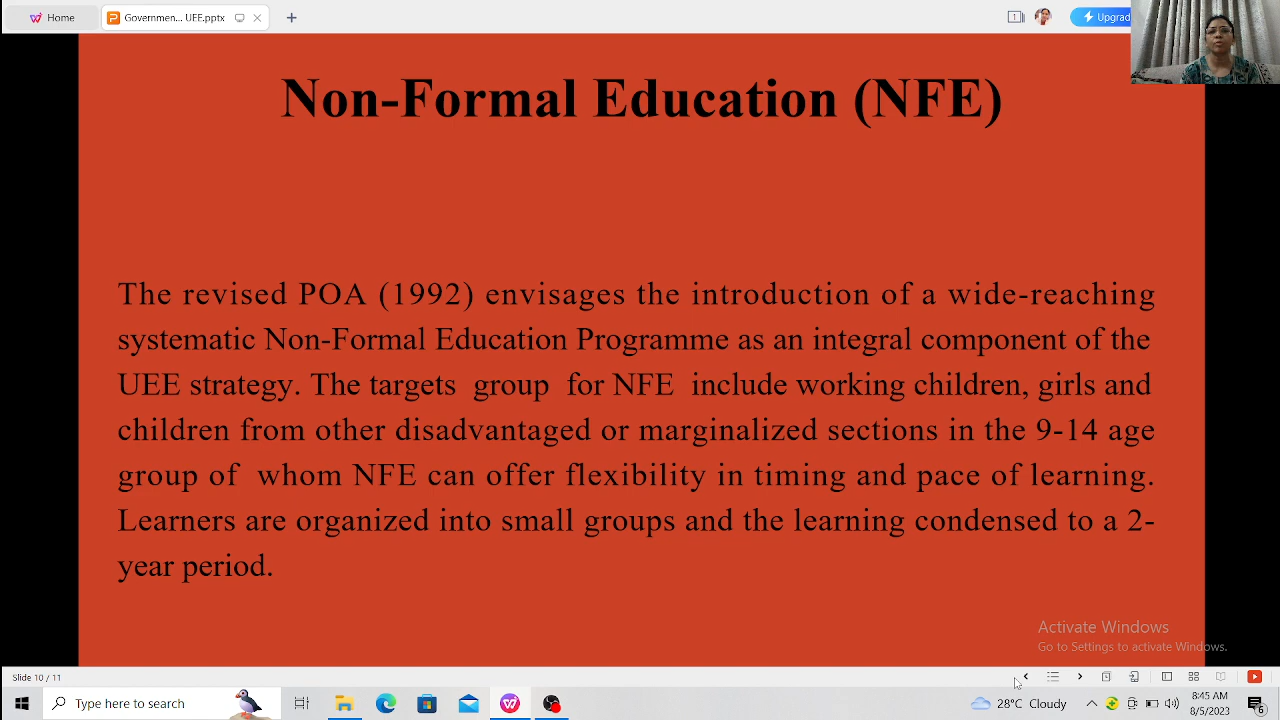 Home
Governmen... UEE.pptx
1
Upgrad
Non-Formal Education (NFE)
The revised POA (1992) envisages the introduction of a wide-reaching
systematic Non-Formal Education Programme as an integral component of the
UEE strategy. The targets group for NFE include working children, girls and
children from other disadvantaged or marginalized sections in the 9-14 age
group of whom NFE can offer flexibility in timing and pace of learning.
Learners are organized into small groups and the learning condensed to a 2-
year period.
Activate Windows
Go to Settings to activate Windows.
Slide 10 / 11
Type here to search
28°C Cloudy
8:45 AM
8/5/2023
6